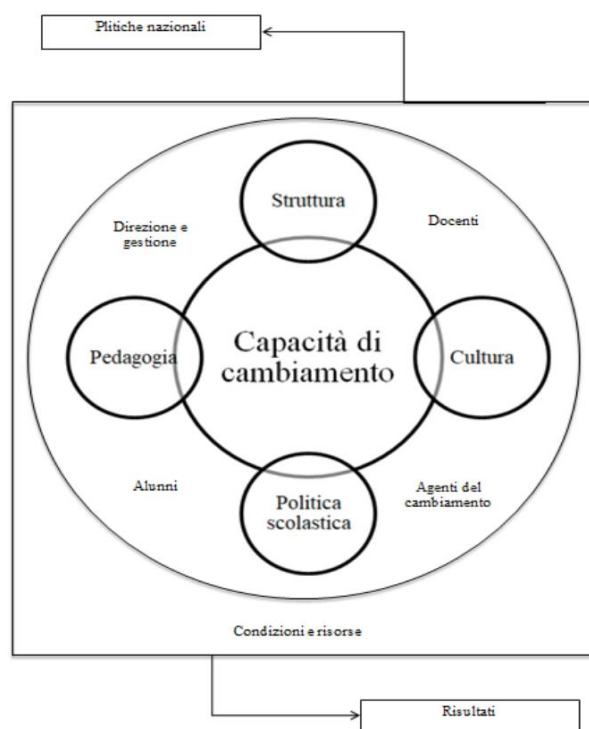 Plitiche nazionali
Struttura
Direzione e
gestione
Docenti
Pedagogia
Capacità di
cambiamento
Cultura
Alunni
Politica
scolastica
Agenti del
cambiamento
Condizioni e risorse
Risultati